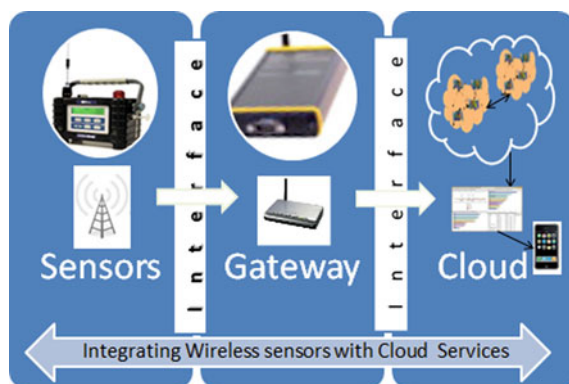 Sensors
Interface
Gateway
Interface
Cloud
Integrating Wireless sensors with Cloud Services